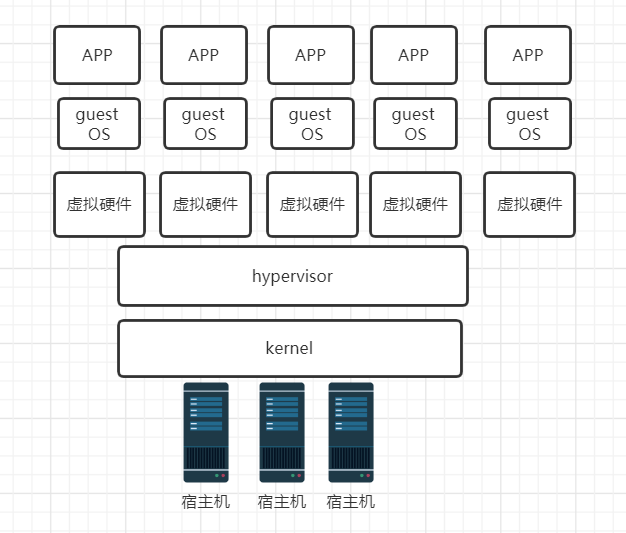 APP APP APP APP APP
guest guest guest guest guest
OS OS OS OS OS
虚拟硬件 虚拟硬件 虚拟硬件 虚拟硬件 虚拟硬件
hypervisor
kernel
宿主机 宿主机 宿主机